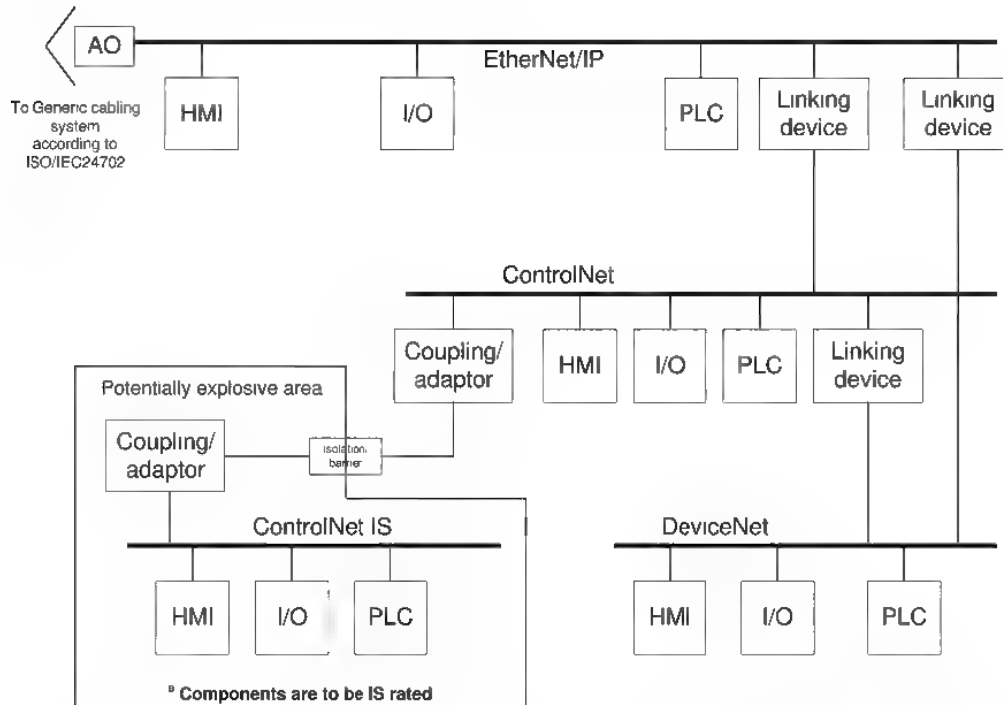 AO
EtherNet/IP
To Generic cabling
system
according to
ISO/IEC24702
HMI
I/O
PLC
Linking
device
Linking
device
ControlNet
Coupling/
adaptor
HMI
I/O
PLC
Linking
device
Potentially explosive area
Coupling/
adaptor
isolation
barrier
ControlNet IS
HMI
I/O
PLC
DeviceNet
HMI
I/O
PLC
Components are to be IS rated